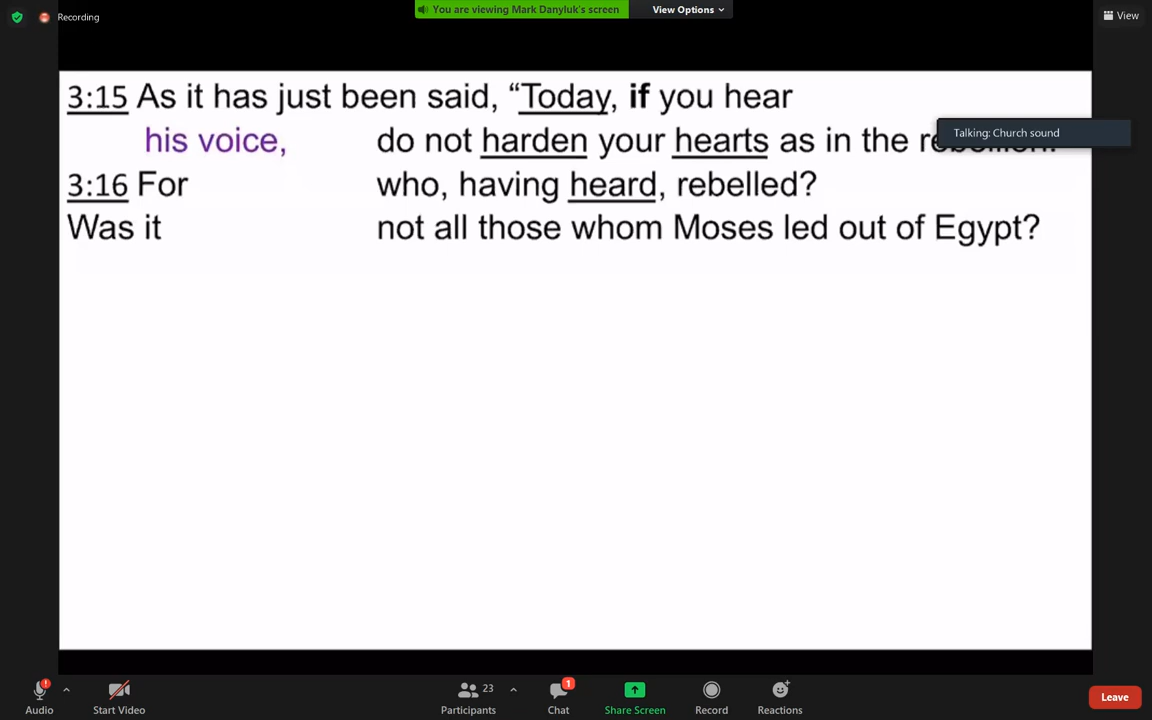 Recording
You are viewing Mark Danyluk's screen
View Options
View
3:15 As it has just been said, “Today, if you hear
his voice, do not harden your hearts as in the
Talking: Church sound
3:16 For who, having heard, rebelled?
Was it not all those whom Moses led out of Egypt?
Audio
Start Video
23
Participants
1
Chat
Share Screen
Record
Reactions
Leave